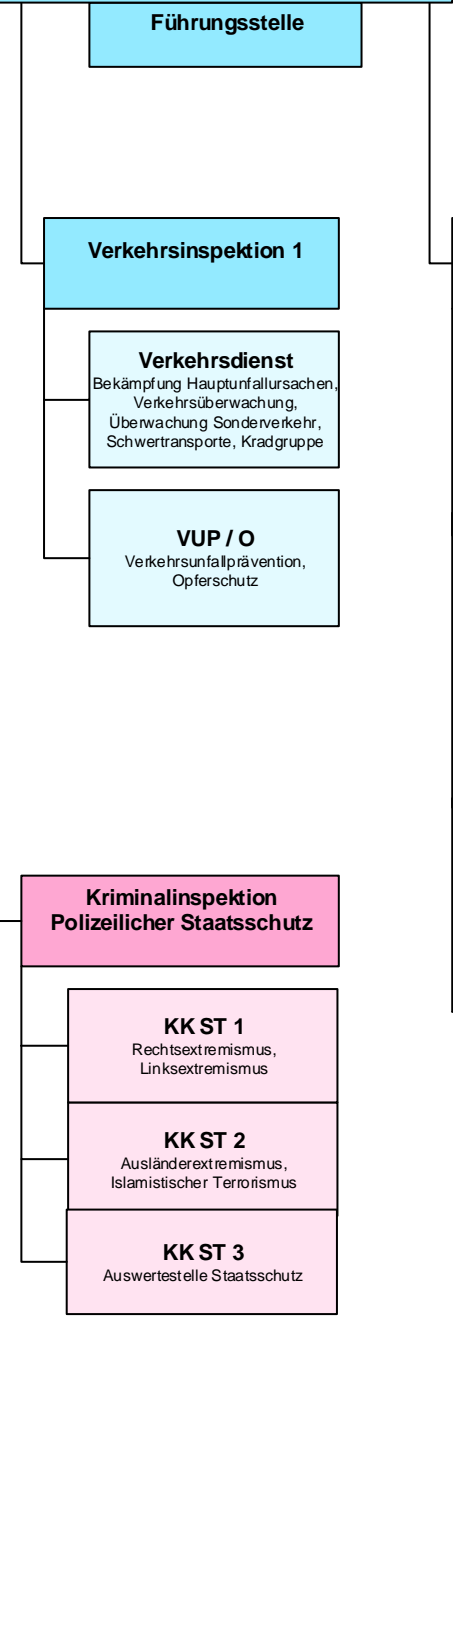 Führungsstelle
Verkehrsinspektion 1
Verkehrsdienst
Bekämpfung Hauptunfallursachen,
Verkehrsüberwachung,
Überwachung Sonderverkehr,
Schwertransporte, Kradgruppe
VUP / O
Verkehrsunfallprävention,
Opferschutz
Kriminalinspektion
Polizeilicher Staatsschutz
KK ST 1
Rechtsextremismus,
Linksextremismus
KK ST 2
Ausländerextremismus,
Islamistischer Terrorismus
KK ST 3
Auswertestelle Staatsschutz